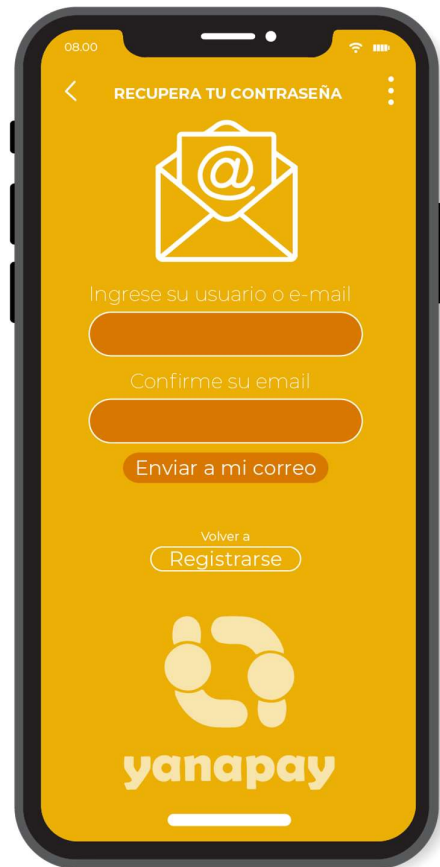 08.00
RECUPERA TU CONTRASEÑA
@
Ingrese su usuario o e-mail
Confirme su email
Enviar a mi correo
Volver a
Registrarse
yanapay